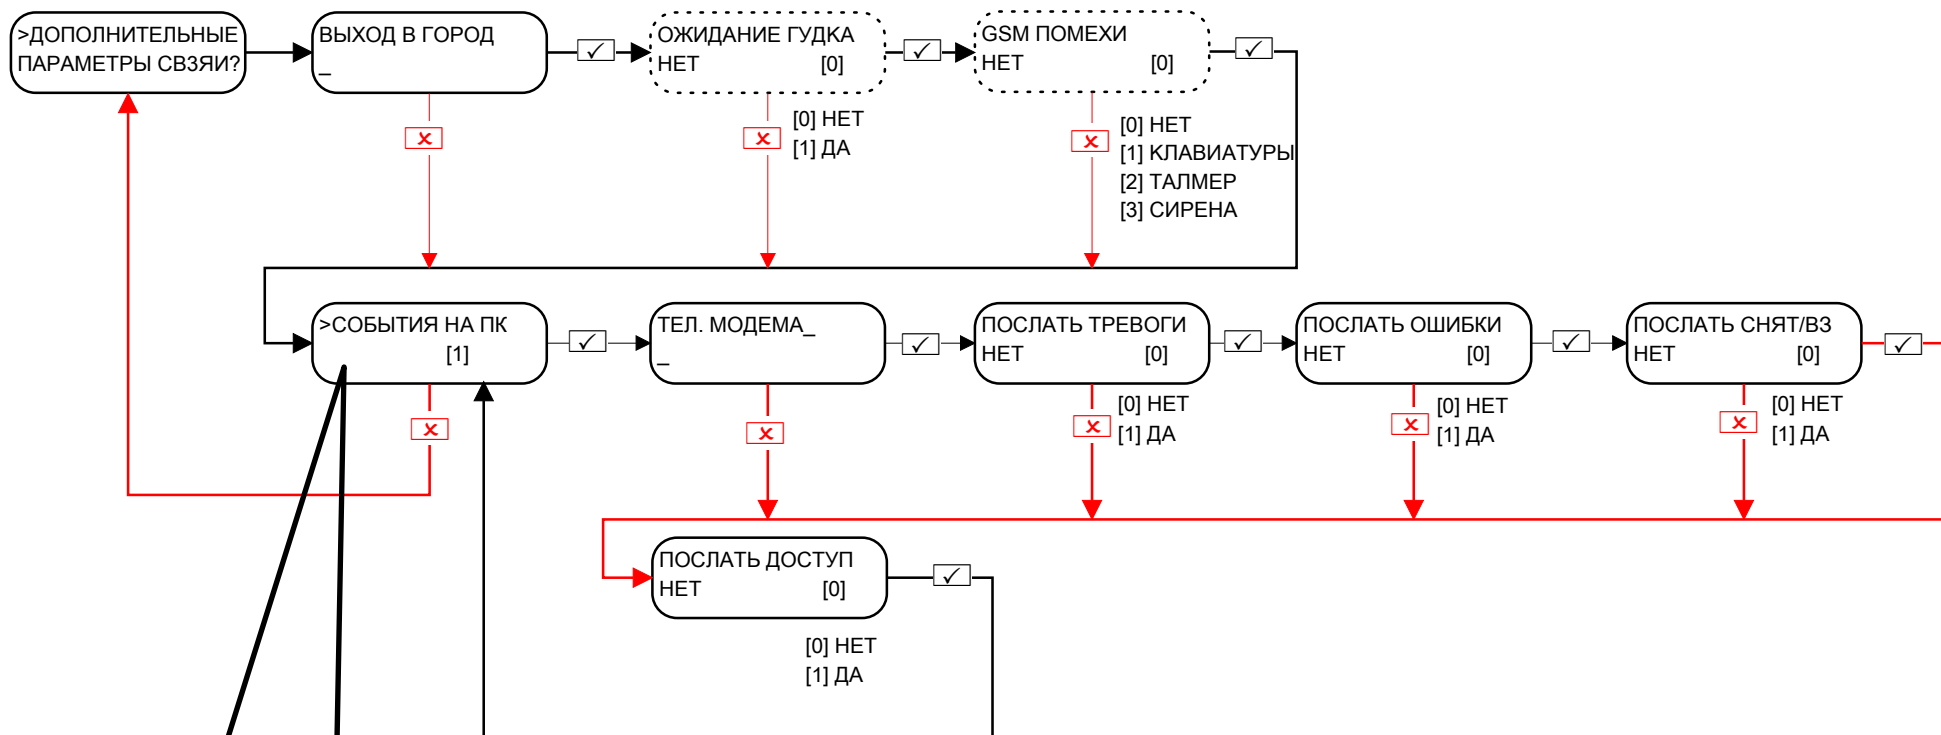 >ДОПОЛНИТЕЛЬНЫЕ
ПАРАМЕТРЫ СВЗЯИ?
ВЫХОД В ГОРОД
_
ОЖИДАНИЕ ГУДКА
НЕТ [0]
[0] НЕТ
[1] ДА
GSM ПОМЕХИ
НЕТ [0]
[0] НЕТ
[1] КЛАВИАТУРЫ
[2] ТАЛМЕР
[3] СИРЕНА
>СОБЫТИЯ НА ПК
[1]
ТЕЛ. МОДЕМА_
_
ПОСЛАТЬ ТРЕВОГИ
НЕТ [0]
[0] НЕТ
[1] ДА
ПОСЛАТЬ ОШИБКИ
НЕТ [0]
[0] НЕТ
[1] ДА
ПОСЛАТЬ СНЯТ/ВЗ
НЕТ [0]
[0] НЕТ
[1] ДА
ПОСЛАТЬ ДОСТУП
НЕТ [0]
[0] НЕТ
[1] ДА